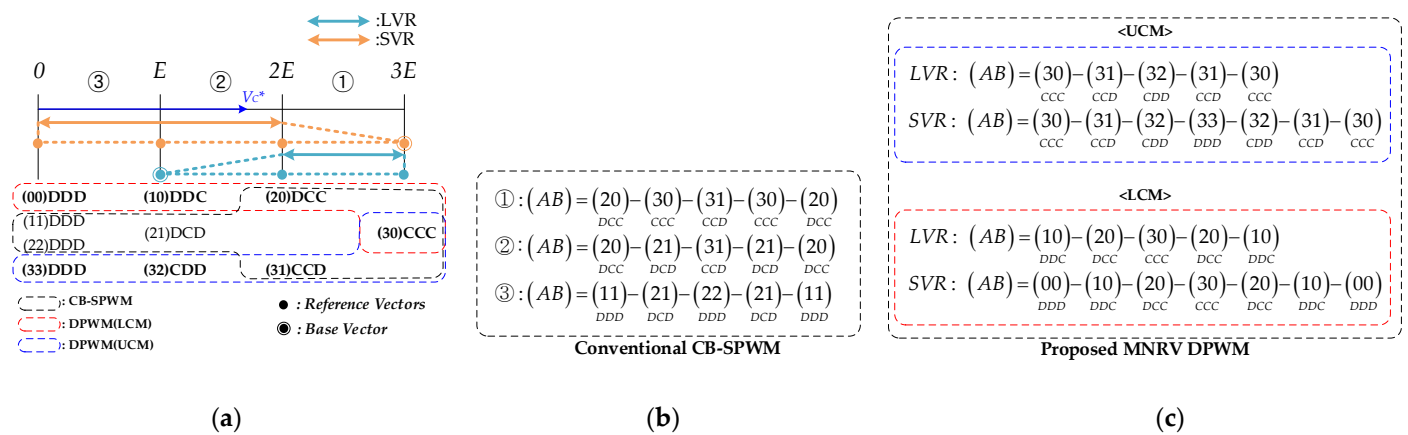 :LVR
:SVR
0 ③ E ② 2E ① 3E
Vc*
(00)DDD (10)DDC (20)DCC
(11)DDD
(21)DCD (30)CCC
(22)DDD
(33)DDD (32)CDD (31)CCD
: CB-SPWM
: DPWM(LCM)
: DPWM(UCM)
: Reference Vectors
: Base Vector
(a)
①:(AB)=(20)-(30)-(31)-(30)-(20)
DCC CCC CCD CCC DCC
②:(AB)=(20)-(21)-(31)-(21)-(20)
DCC DCD CCD DCD DCC
③:(AB)=(11)-(21)-(22)-(21)-(11)
DDD DCD DDD DCD DDD
Conventional CB-SPWM
(b)
<UCM>
LVR: (AB)=(30)-(31)-(32)-(31)-(30)
CCC CCD CDD CCD CCC
SVR: (AB)=(30)-(31)-(32)-(33)-(32)-(31)-(30)
CCC CCD CDD DDD CDD CCD CCC
<LCM>
LVR: (AB)=(10)-(20)-(30)-(20)-(10)
DDC DCC CCC DCC DDC
SVR: (AB)=(00)-(10)-(20)-(30)-(20)-(10)-(00)
DDD DDC DCC CCC DCC DDC DDD
Proposed MNRV DPWM
(c)